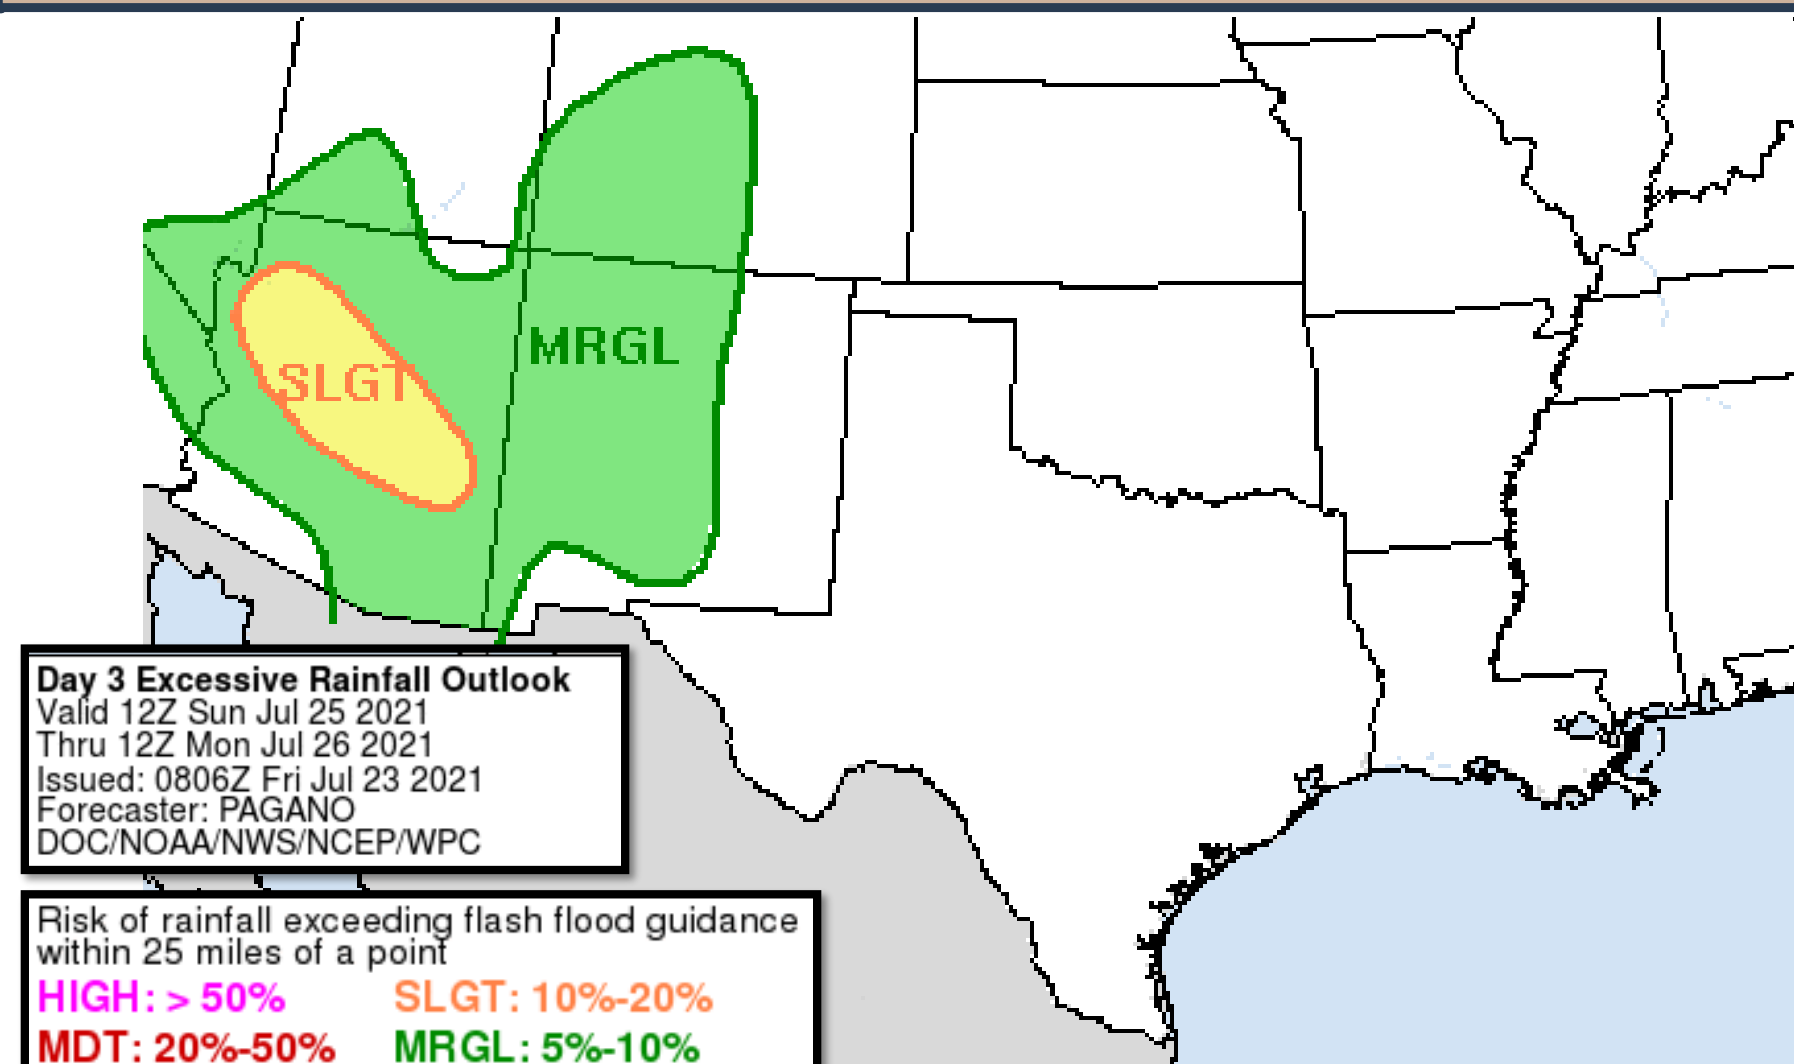 MRGL
SLGT
Day 3 Excessive Rainfall Outlook
Valid 12Z Sun Jul 25 2021
Thru 12Z Mon Jul 26 2021
Issued: 0806Z Fri Jul 23 2021
Forecaster: PAGANO
DOC/NOAA/NWS/NCEP/WPC
Risk of rainfall exceeding flash flood guidance
within 25 miles of a point
HIGH: > 50% SLGT: 10%-20%
MDT: 20%-50% MRGL: 5%-10%